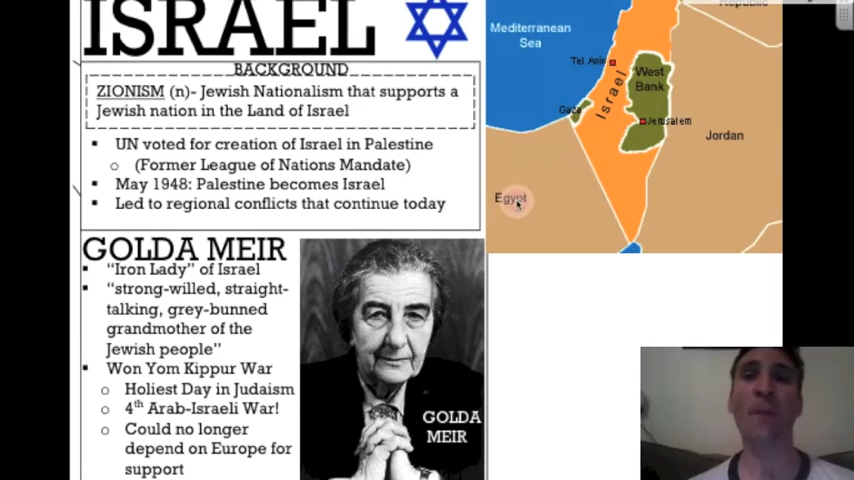 ISRAEL
BACKGROUND
ZIONISM (n)- Jewish Nationalism that supports a
Jewish nation in the Land of Israel
▪ UN voted for creation of Israel in Palestine
o (Former League of Nations Mandate)
▪ May 1948: Palestine becomes Israel
▪ Led to regional conflicts that continue today
GOLDA MEIR
▪ “Iron Lady” of Israel
▪ “strong-willed, straight-
talking, grey-bunned
grandmother of the
Jewish people”
▪ Won Yom Kippur War
o Holiest Day in Judaism
o 4th Arab-Israeli War!
o Could no longer
depend on Europe for
support
GOLDA
MEIR
Republic
Mediterranean
Sea
Tel Aviv
West
Bank
Israel
Gaza
Jerusalem
Jordan
Egypt